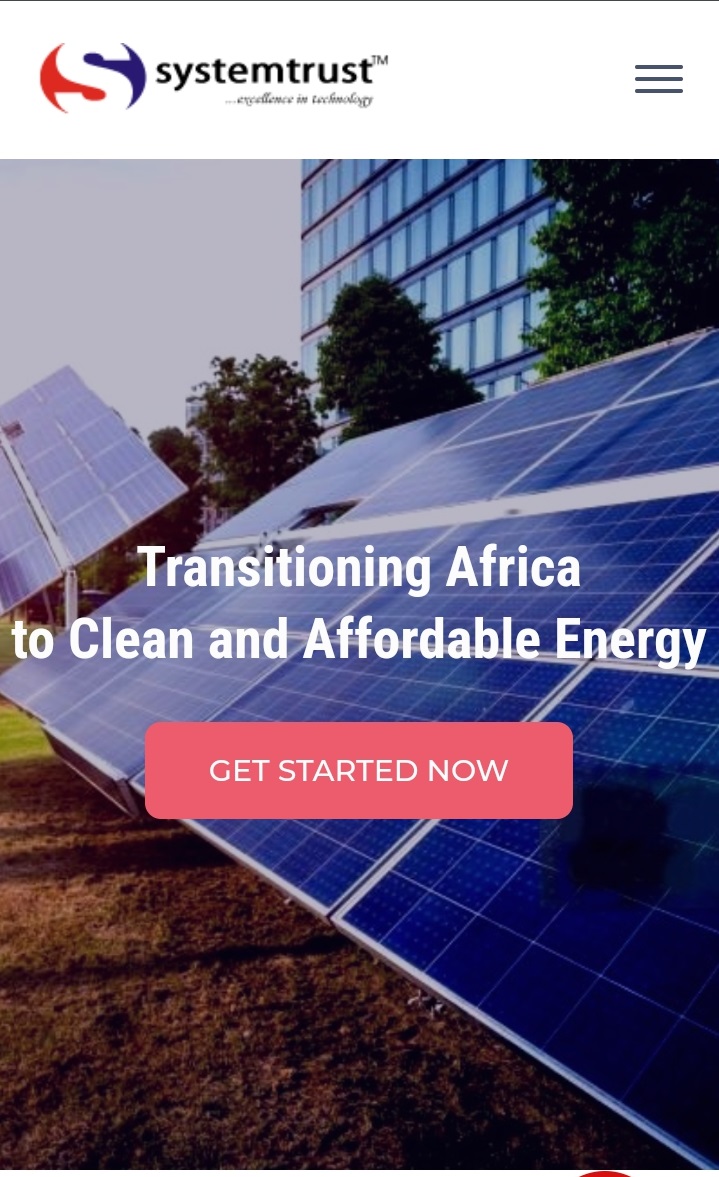 systemtrust™
...excellence in technology
Transitioning Africa
to Clean and Affordable Energy
GET STARTED NOW